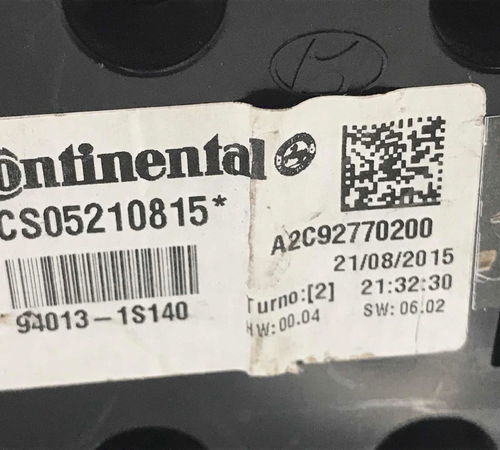 Continental
CS05210815*
94013-1S140
A2C92770200
21/08/2015
Turno:[2] 21:32:30
HW:00.04 SW:06.02